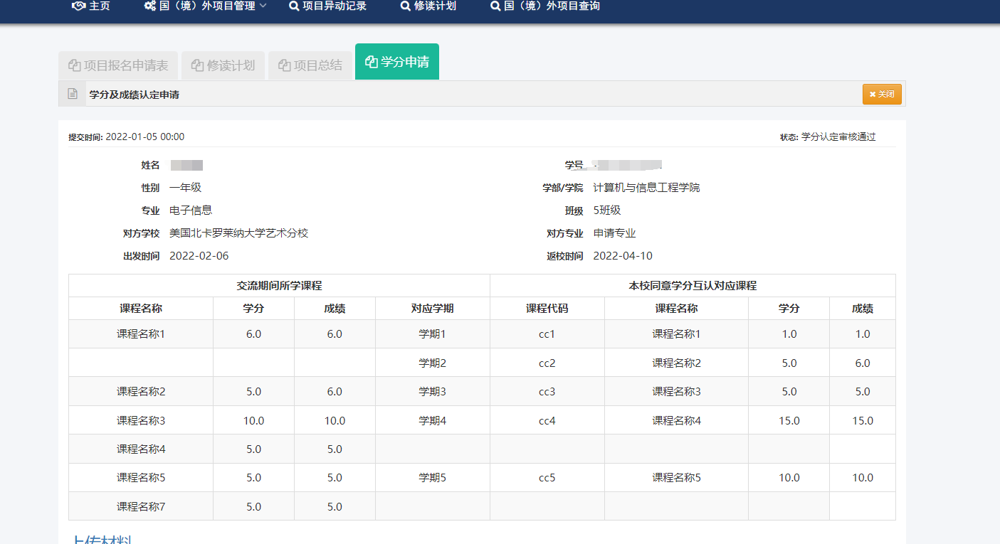 主页 国（境）外项目管理 项目异动记录 修读计划 国（境）外项目查询
项目报名申请表 修读计划 项目总结 学分申请
学分及成绩认定申请 关闭
提交时间: 2022-01-05 00:00 状态: 学分认定审核通过
姓名 学号
性别 一年级 学部/学院 计算机与信息工程学院
专业 电子信息 班级 5班级
对方学校 美国北卡罗莱纳大学艺术分校 对方专业 申请专业
出发时间 2022-02-06 返校时间 2022-04-10
交流期间所学课程 本校同意学分互认对应课程
课程名称 学分 成绩 对应学期 课程代码 课程名称 学分 成绩
课程名称1 6.0 6.0 学期1 cc1 课程名称1 1.0 1.0
学期2 cc2 课程名称2 5.0 6.0
课程名称2 5.0 6.0 学期3 cc3 课程名称3 5.0 5.0
课程名称3 10.0 10.0 学期4 cc4 课程名称4 15.0 15.0
课程名称4 5.0 5.0
课程名称5 5.0 5.0 学期5 cc5 课程名称5 10.0 10.0
课程名称7 5.0 5.0
上传材料